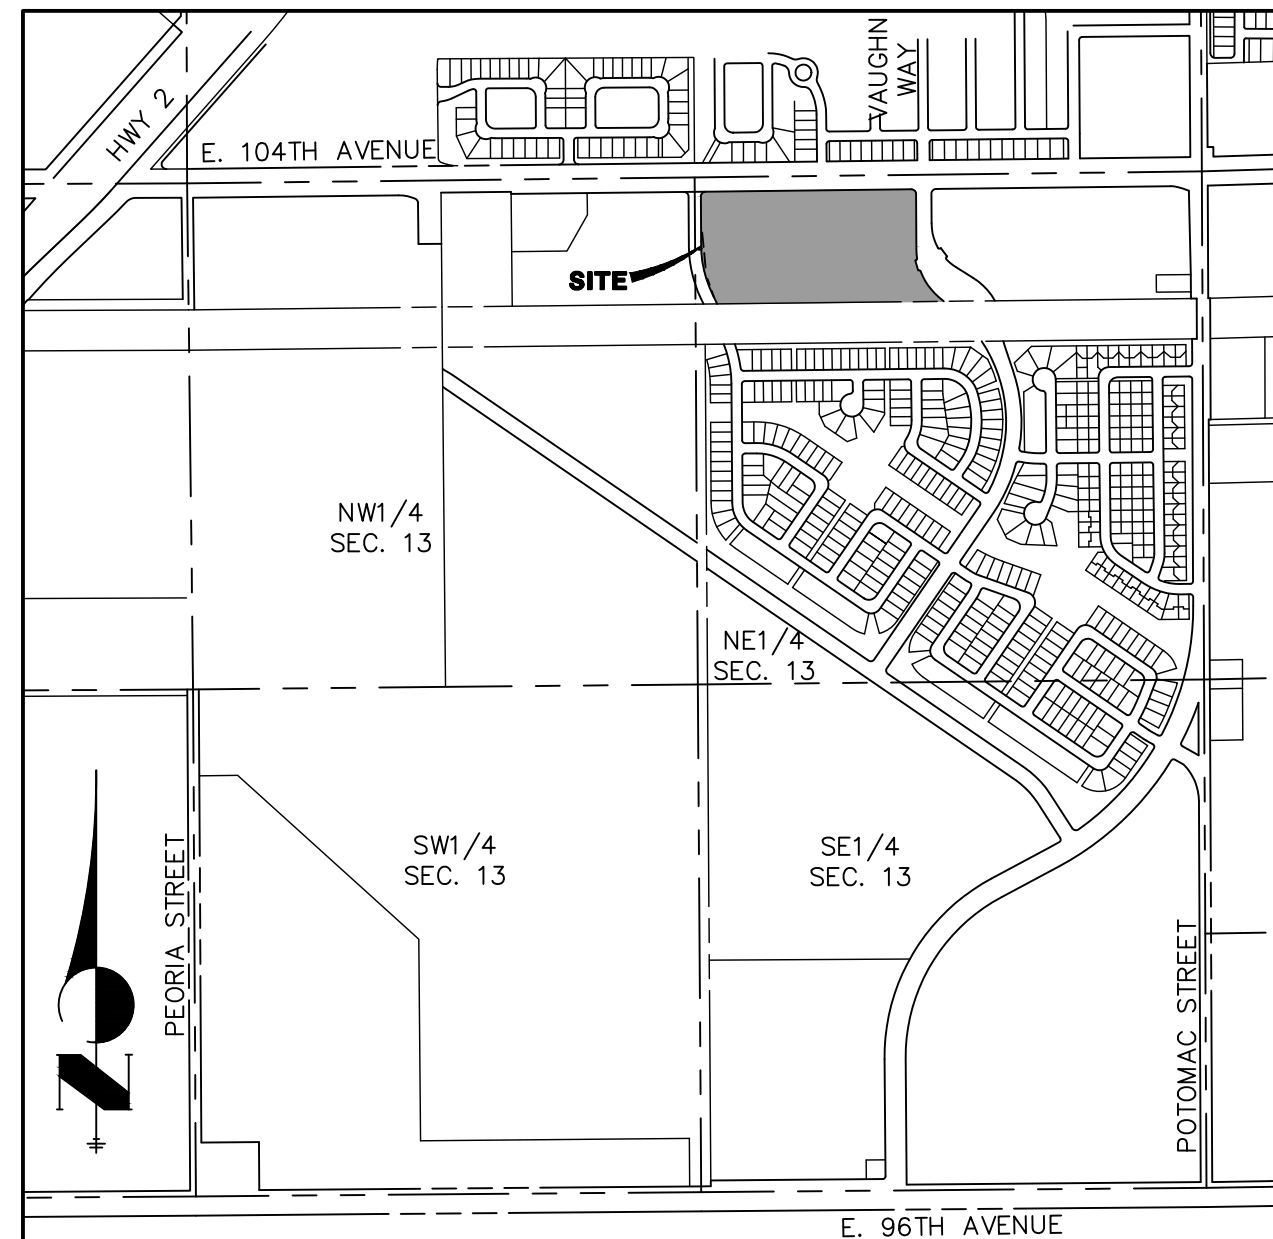 VAUGHN
WAY
HWY 2
E. 104TH AVENUE
SITE
NW1/4
SEC. 13
NE1/4
SEC. 13
SW1/4
SEC. 13
SE1/4
SEC. 13
PEORIA STREET
POTOMAC STREET
N
E. 96TH AVENUE